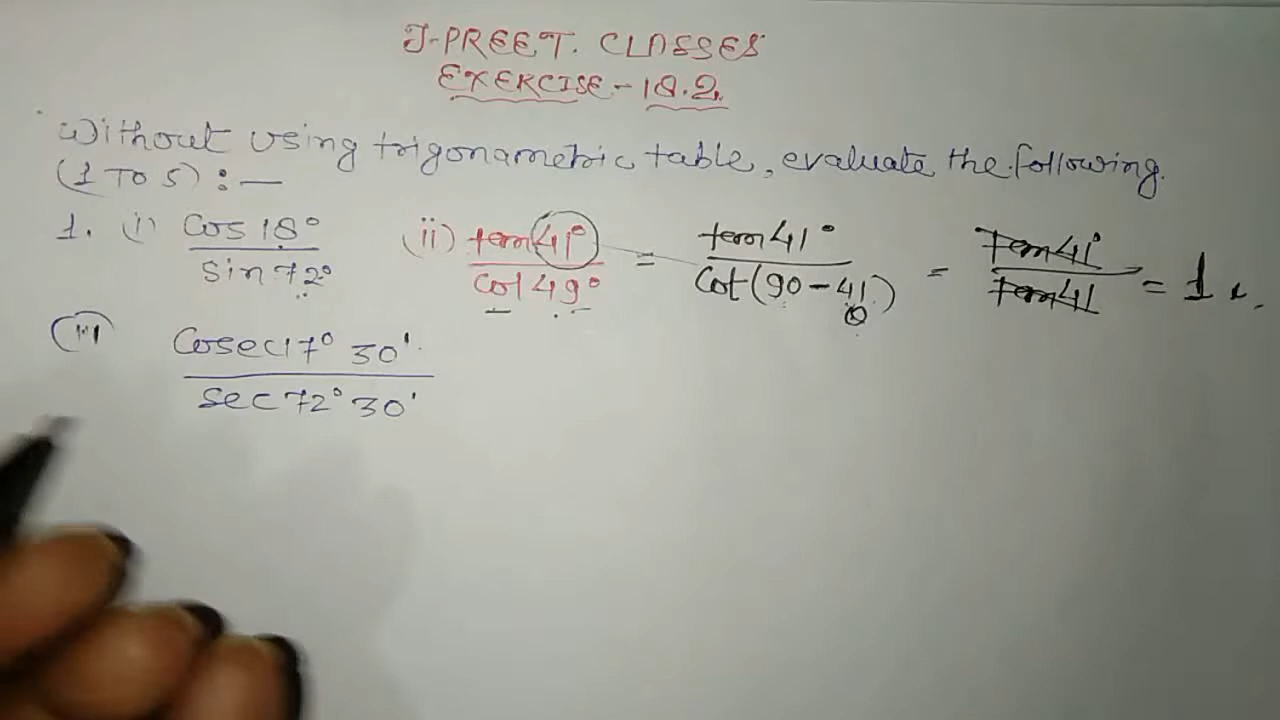 J-PREET. CLASSES
EXERCISE - 18.2.
Without using trigonametric table, evaluate the following.
(1 TO 5) : —
1. (i) Cos 18° / sin 72° (ii) tan 41° / cot 49° = tan 41° / cot (90 - 41) = tan 41° / tan 41 = 1
(iii) Cosec 17° 30' / sec 72° 30'